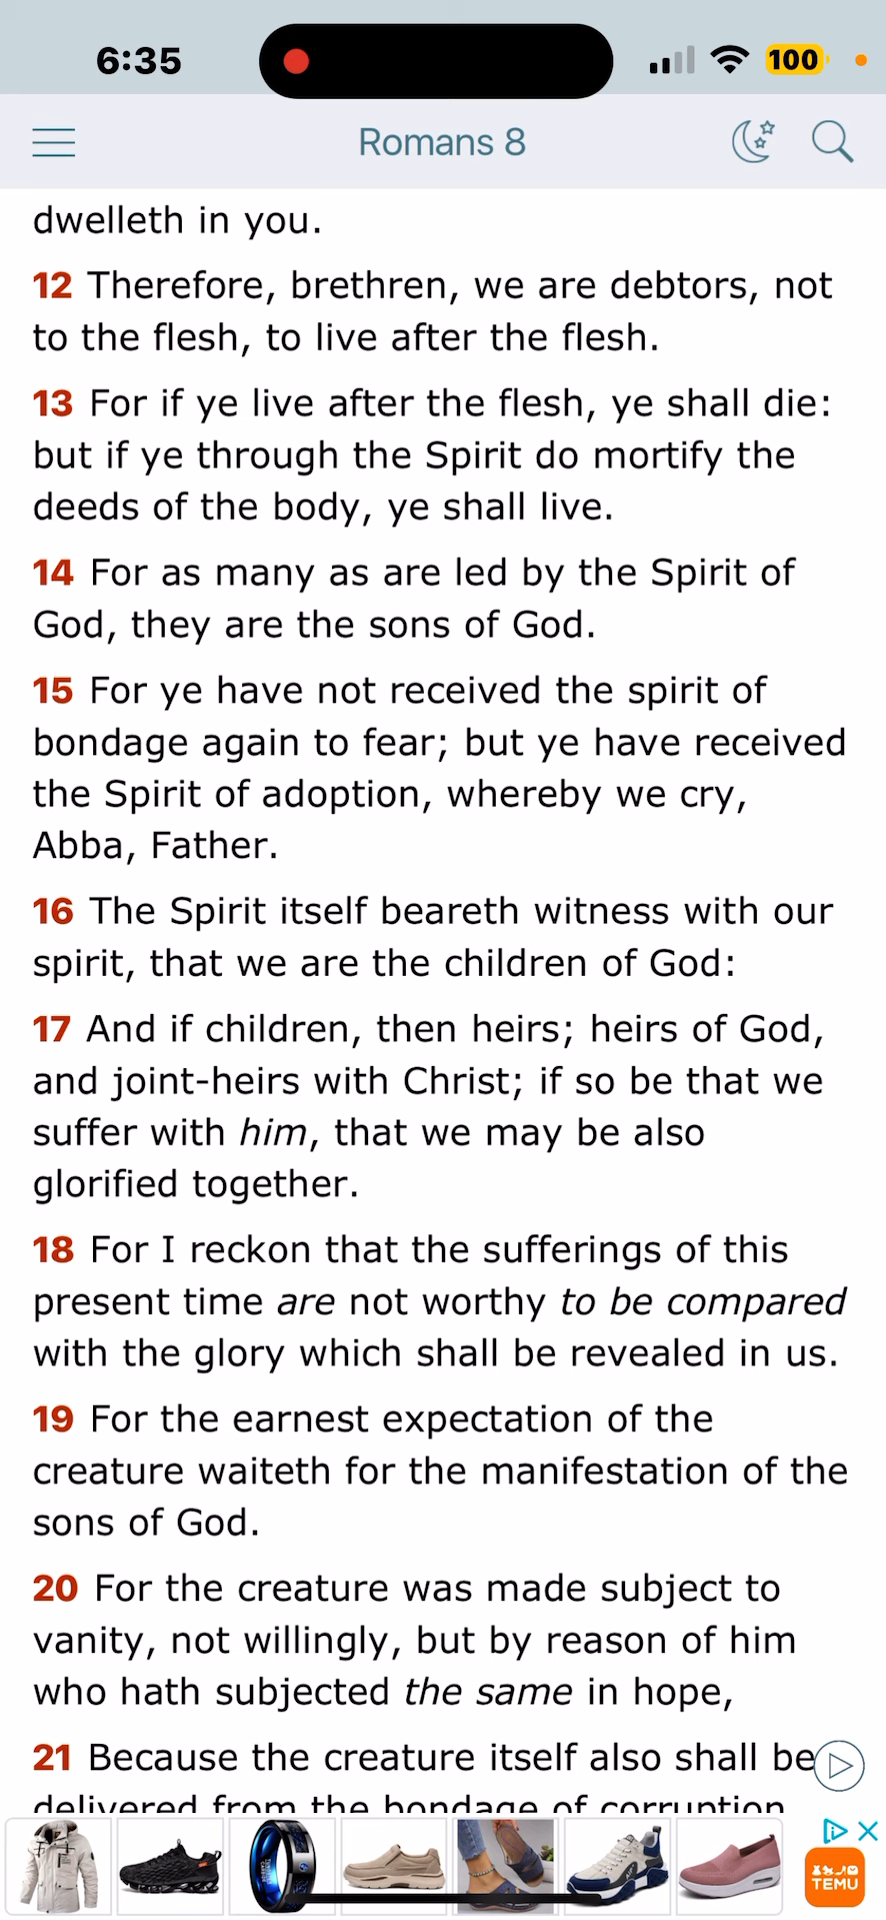 6:35
100
Romans 8
dwelleth in you.
12 Therefore, brethren, we are debtors, not
to the flesh, to live after the flesh.
13 For if ye live after the flesh, ye shall die:
but if ye through the Spirit do mortify the
deeds of the body, ye shall live.
14 For as many as are led by the Spirit of
God, they are the sons of God.
15 For ye have not received the spirit of
bondage again to fear; but ye have received
the Spirit of adoption, whereby we cry,
Abba, Father.
16 The Spirit itself beareth witness with our
spirit, that we are the children of God:
17 And if children, then heirs; heirs of God,
and joint-heirs with Christ; if so be that we
suffer with him, that we may be also
glorified together.
18 For I reckon that the sufferings of this
present time are not worthy to be compared
with the glory which shall be revealed in us.
19 For the earnest expectation of the
creature waiteth for the manifestation of the
sons of God.
20 For the creature was made subject to
vanity, not willingly, but by reason of him
who hath subjected the same in hope,
21 Because the creature itself also shall be
delivered from the bondage of corruption
TEMU